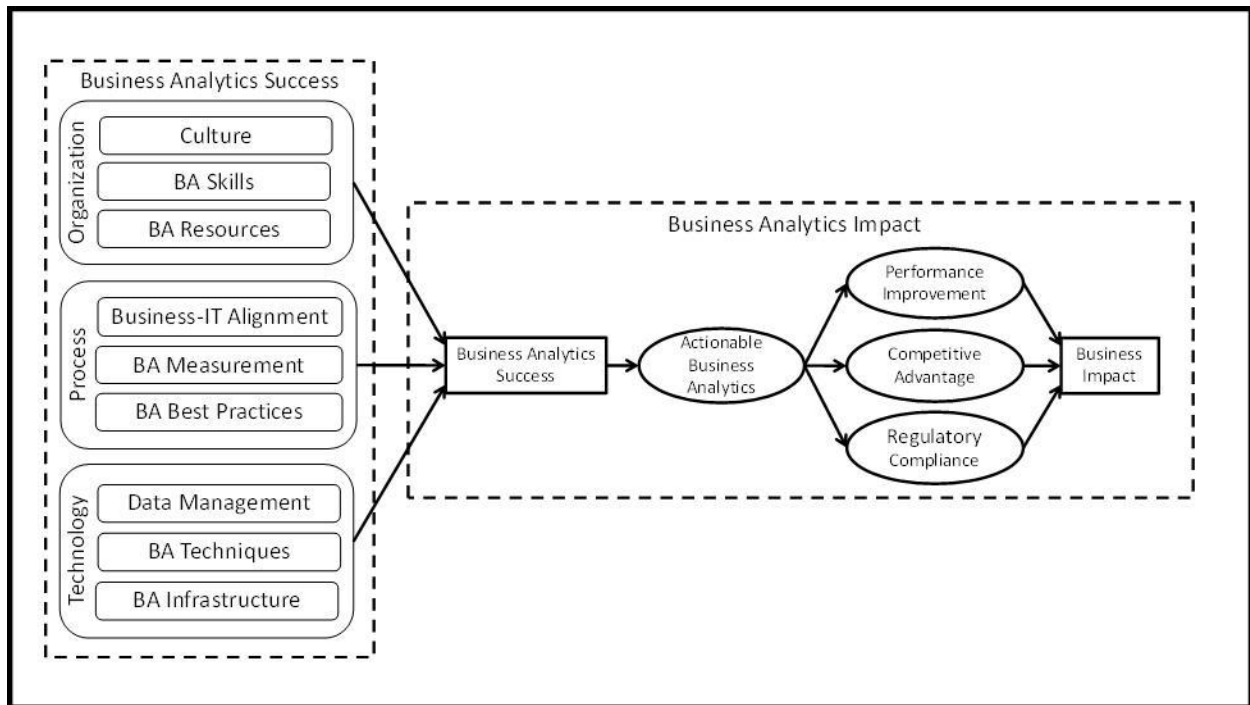 Business Analytics Success
Organization
Culture
BA Skills
BA Resources
Process
Business-IT Alignment
BA Measurement
BA Best Practices
Technology
Data Management
BA Techniques
BA Infrastructure
Business Analytics Impact
Business Analytics
Success
Actionable
Business
Analytics
Performance
Improvement
Competitive
Advantage
Regulatory
Compliance
Business
Impact